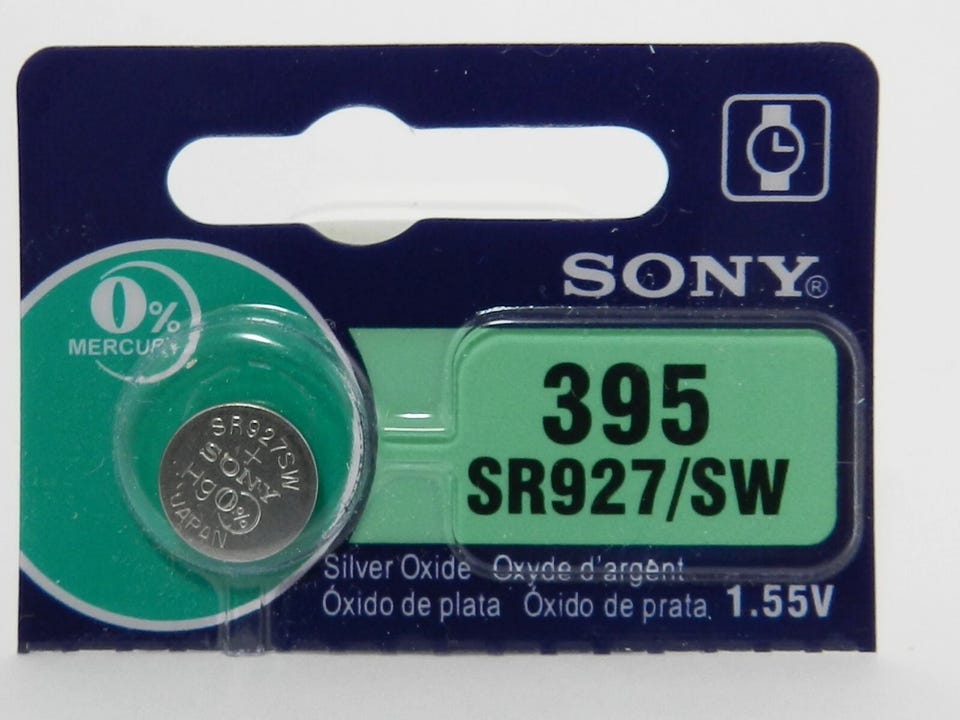 SONY®
0%
MERCURY
395
SR927/SW
SR927SW
+
SONY
Hg0%
JAPAN
Silver Oxide Oxyde d'argent
Óxido de plata Óxido de prata 1.55V